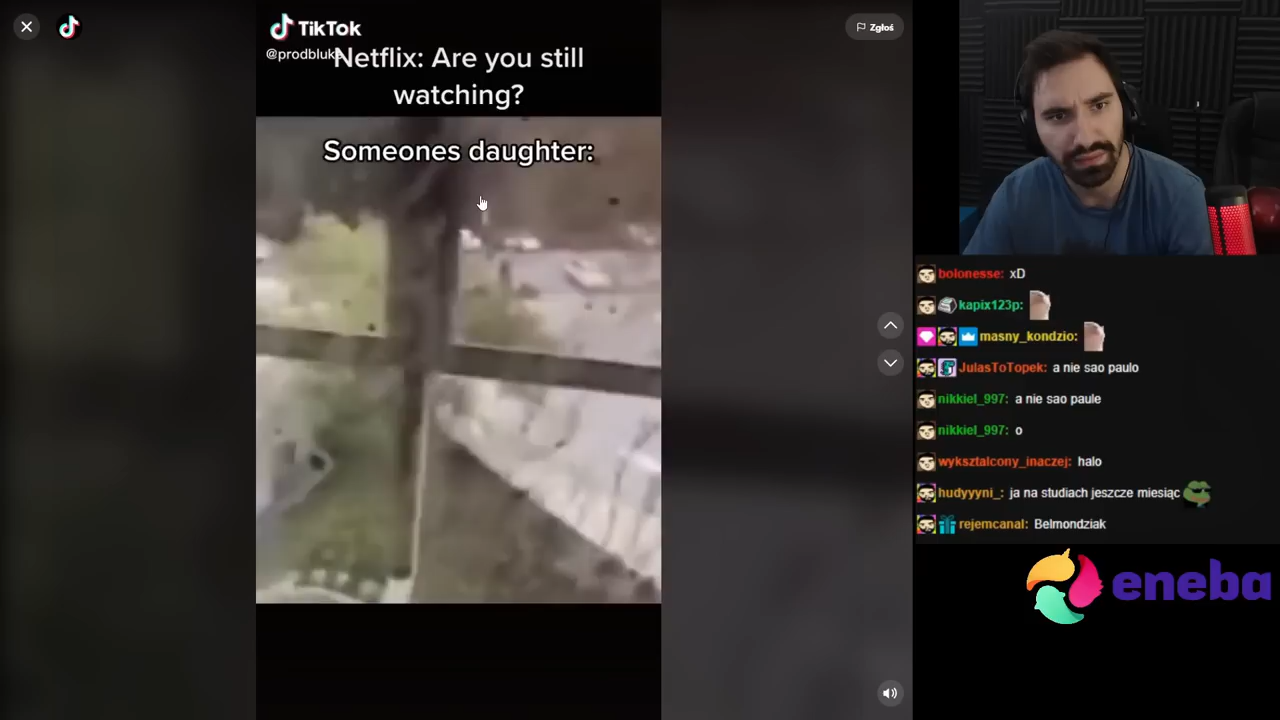 TikTok
@prodbluk
Netflix: Are you still
watching?
Someones daughter:
Zgłoś
bolonesse: xD
kapix123p:
masny_kondzio:
JulasToTopek: a nie sao paulo
nikkiel_997: a nie sao paule
nikkiel_997: o
wyksztalcony_inaczej: halo
hudyyyni_: ja na studiach jeszcze miesiąc
rejemcanal: Belmondziak
eneba